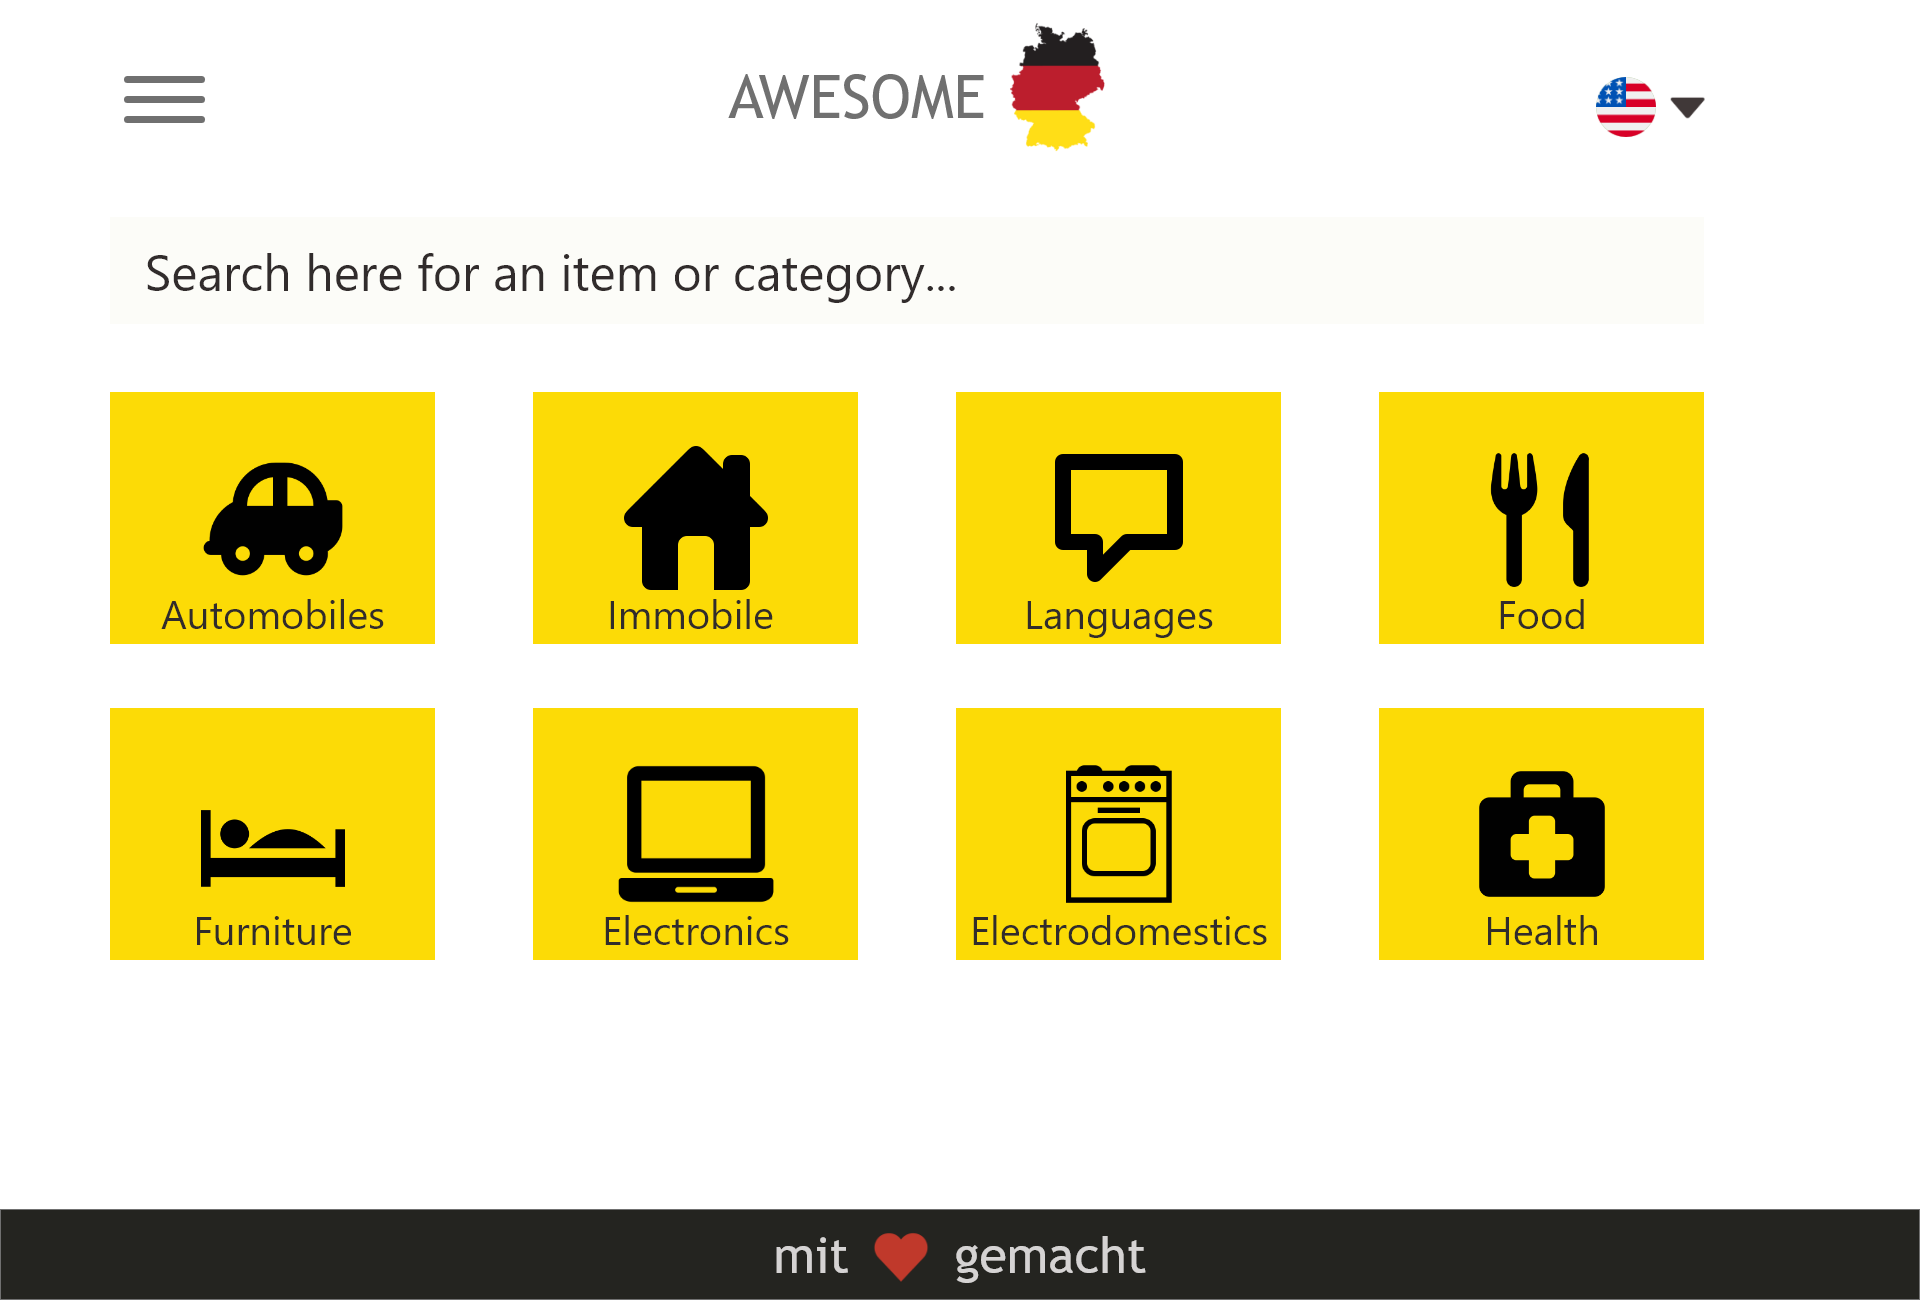 AWESOME
Search here for an item or category...
Automobiles
Immobile
Languages
Food
Furniture
Electronics
Electrodomestics
Health
mit gemacht